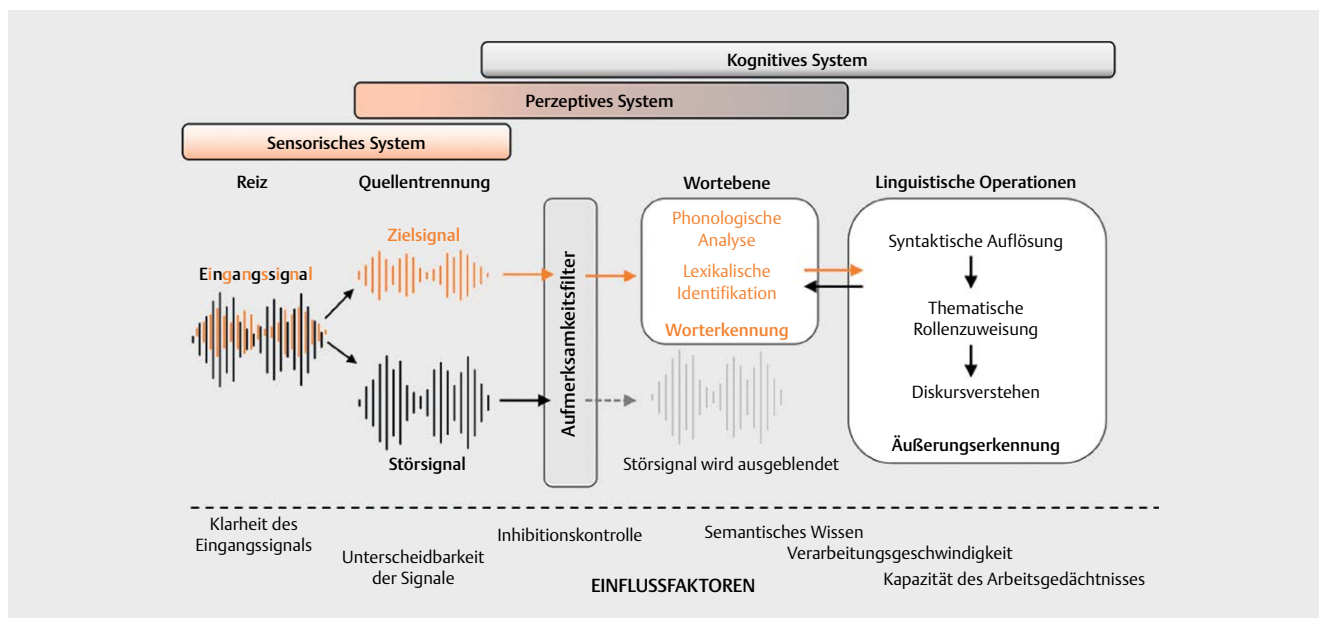 Kognitives System
Perzeptives System
Sensorisches System
Reiz
Quellentrennung
Wortebene
Linguistische Operationen
Eingangssignal
Zielsignal
Störsignal
Aufmerksamkeitsfilter
Phonologische
Analyse
Lexikalische
Identifikation
Worterkennung
Störsignal wird ausgeblendet
Syntaktische Auflösung
Thematische
Rollenzuweisung
Diskursverstehen
Äußerungserkennung
Klarheit des
Eingangssignals
Unterscheidbarkeit
der Signale
Inhibitionskontrolle
Semantisches Wissen
Verarbeitungsgeschwindigkeit
Kapazität des Arbeitsgedächtnisses
EINFLUSSFAKTOREN